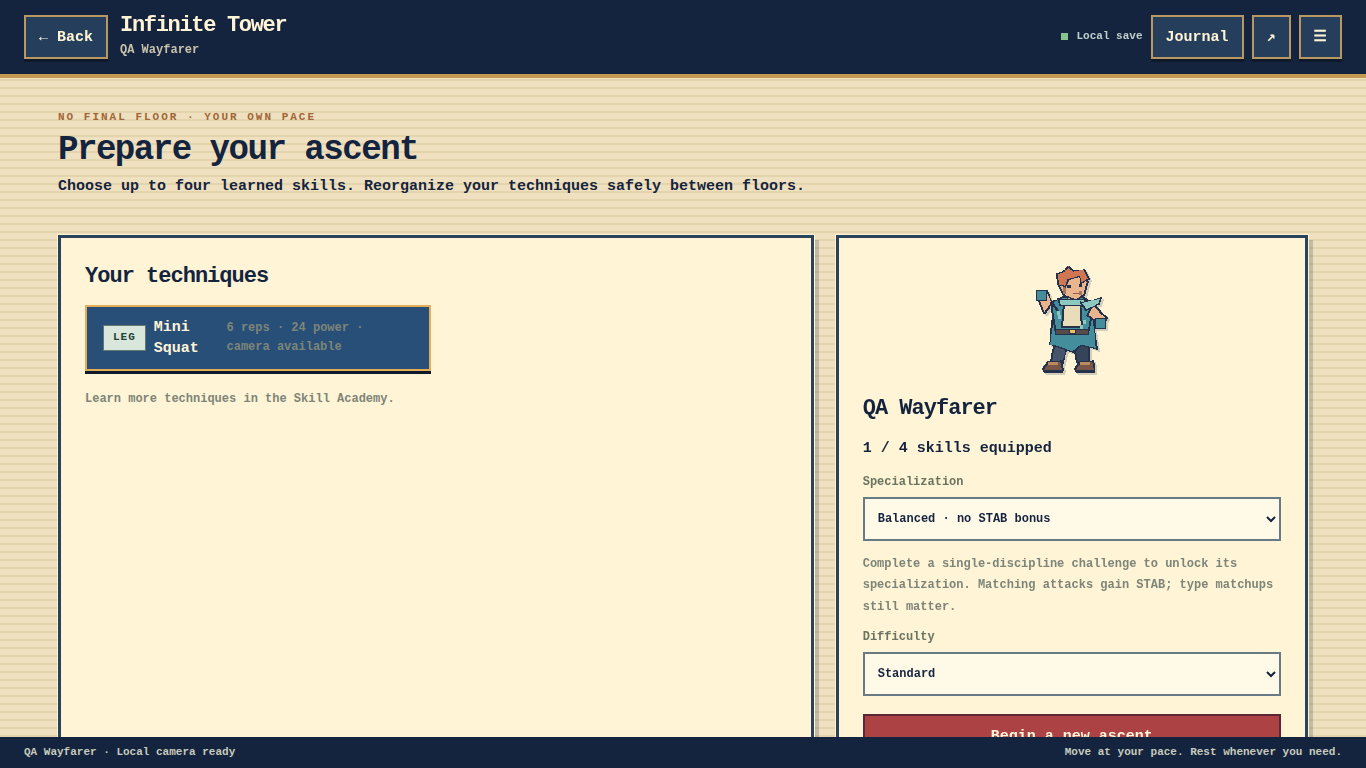 ← Back
Infinite Tower
QA Wayfarer
Local save
Journal
↗
☰
NO FINAL FLOOR · YOUR OWN PACE
Prepare your ascent
Choose up to four learned skills. Reorganize your techniques safely between floors.
Your techniques
LEG
Mini
Squat
6 reps · 24 power ·
camera available
Learn more techniques in the Skill Academy.
QA Wayfarer
1 / 4 skills equipped
Specialization
Balanced · no STAB bonus
Complete a single-discipline challenge to unlock its
specialization. Matching attacks gain STAB; type matchups
still matter.
Difficulty
Standard
Begin a new ascent
QA Wayfarer · Local camera ready
Move at your pace. Rest whenever you need.